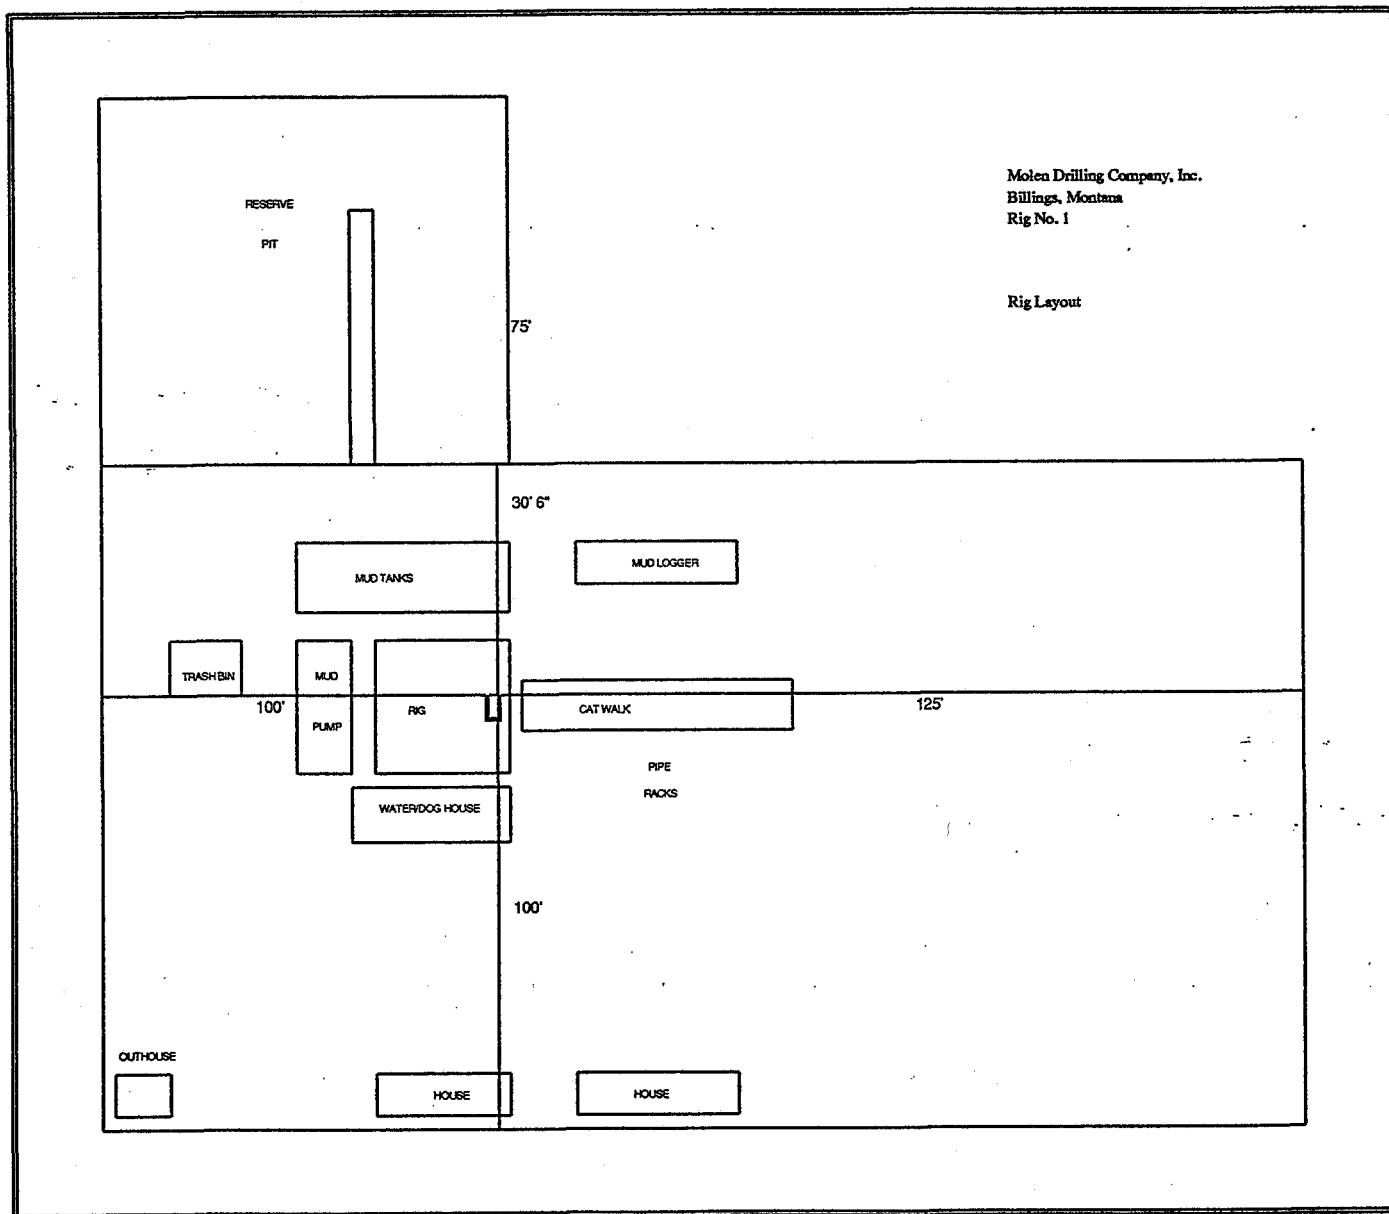 Molen Drilling Company, Inc.
Billings, Montana
Rig No. 1
Rig Layout
RESERVE
PIT
75'
30' 6"
MUD TANKS
MUD LOGGER
TRASH BIN
MUD
PUMP
100'
RIG
CAT WALK
125'
PIPE
RACKS
WATER/DOG HOUSE
100'
OUTHOUSE
HOUSE
HOUSE